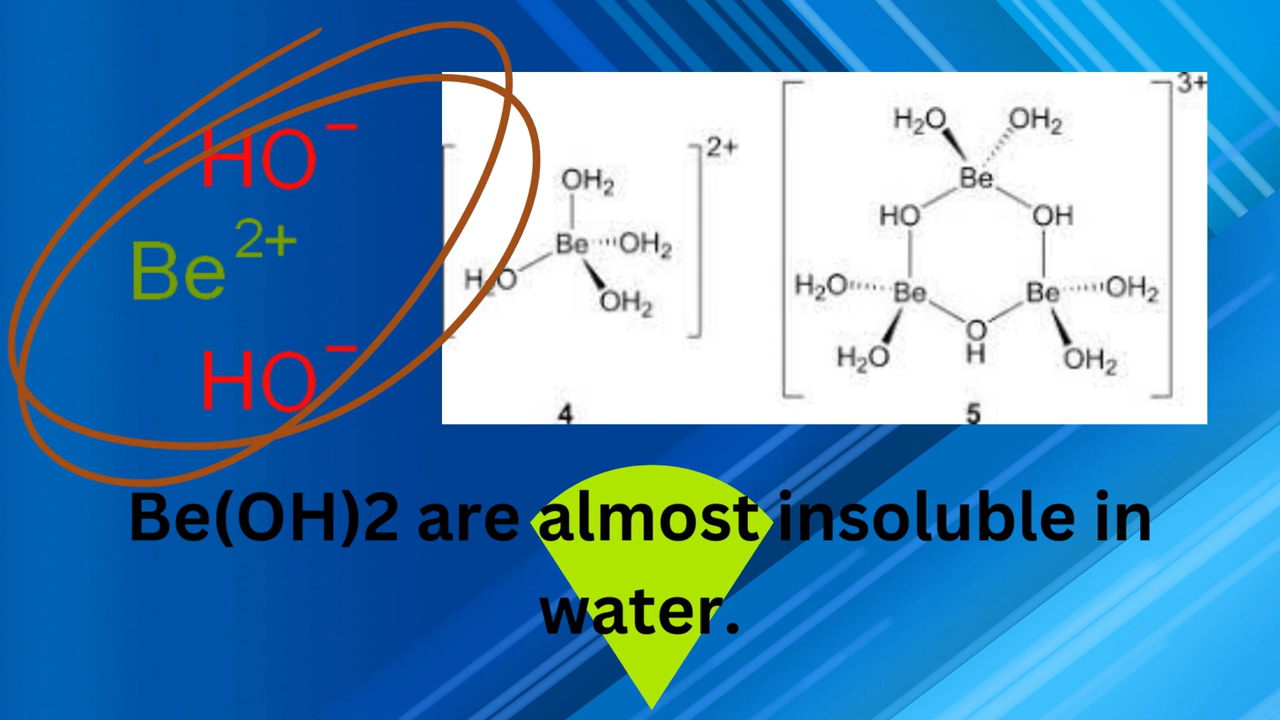 HO⁻
Be²⁺
HO⁻
2+
OH₂
Be
OH₂
H₂O
OH₂
4
3+
H₂O
OH₂
Be
HO
OH
H₂O
Be
Be
OH₂
O
H
H₂O
OH₂
5
Be(OH)2 are almost insoluble in
water.